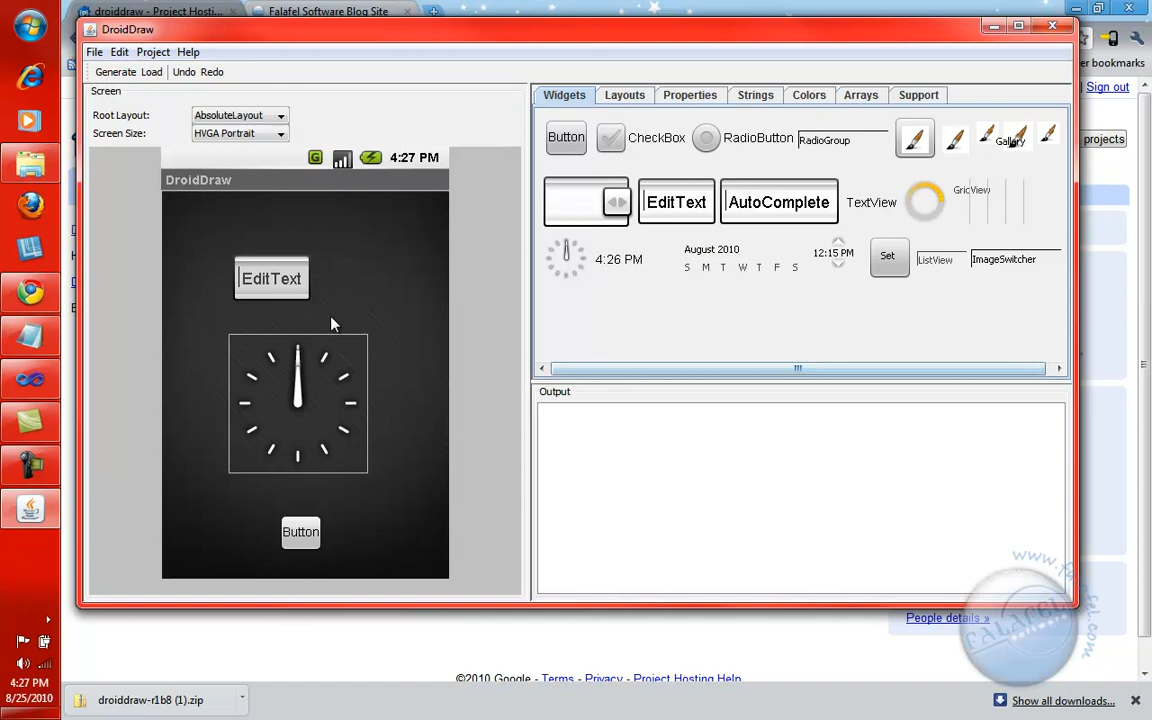 droiddraw - Project Hosti...
Falafel Software Blog Site
DroidDraw
File Edit Project Help
Generate Load Undo Redo
Screen
Root Layout: AbsoluteLayout
Screen Size: HVGA Portrait
4:27 PM
DroidDraw
EditText
Button
Widgets Layouts Properties Strings Colors Arrays Support
Button CheckBox RadioButton RadioGroup Gallery
EditText AutoComplete TextView GridView
4:26 PM August 2010 12:15 PM Set ListView ImageSwitcher
S M T W T F S
Output
er bookmarks
Sign out
projects
People details »
www.falafel.com
FALAFEL
©2010 Google - Terms - Privacy - Project Hosting Help
4:27 PM
8/25/2010
droiddraw-r1b8 (1).zip
Show all downloads...